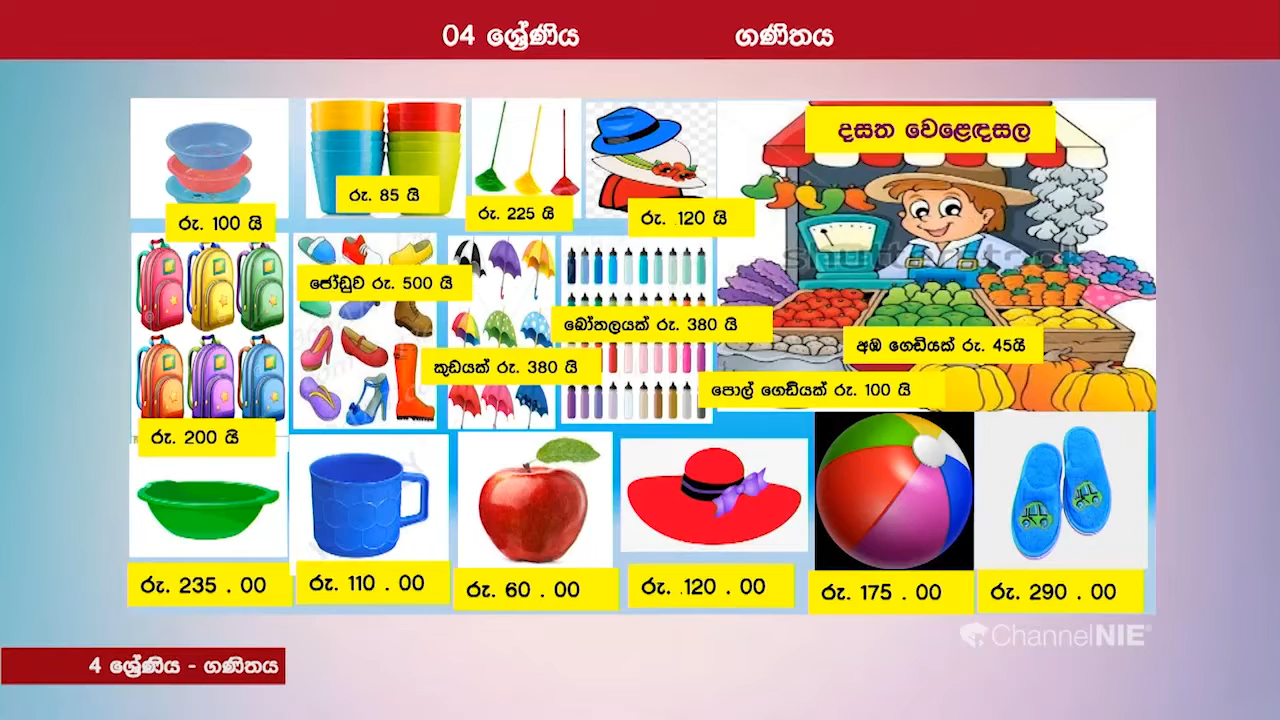 04 ශ්‍රේණිය
ගණිතය
දසත වෙළෙඳසල
රු. 100 යි
රු. 85 යි
රු. 225 යි
රු. 120 යි
ජෝඩුව රු. 500 යි
බෝතලයක් රු. 380 යි
කුඩයක් රු. 380 යි
අඹ ගෙඩියක් රු. 45යි
පොල් ගෙඩියක් රු. 100 යි
රු. 200 යි
රු. 235 . 00
රු. 110 . 00
රු. 60 . 00
රු. 120 . 00
රු. 175 . 00
රු. 290 . 00
ChannelNIE
4 ශ්‍රේණිය - ගණිතය